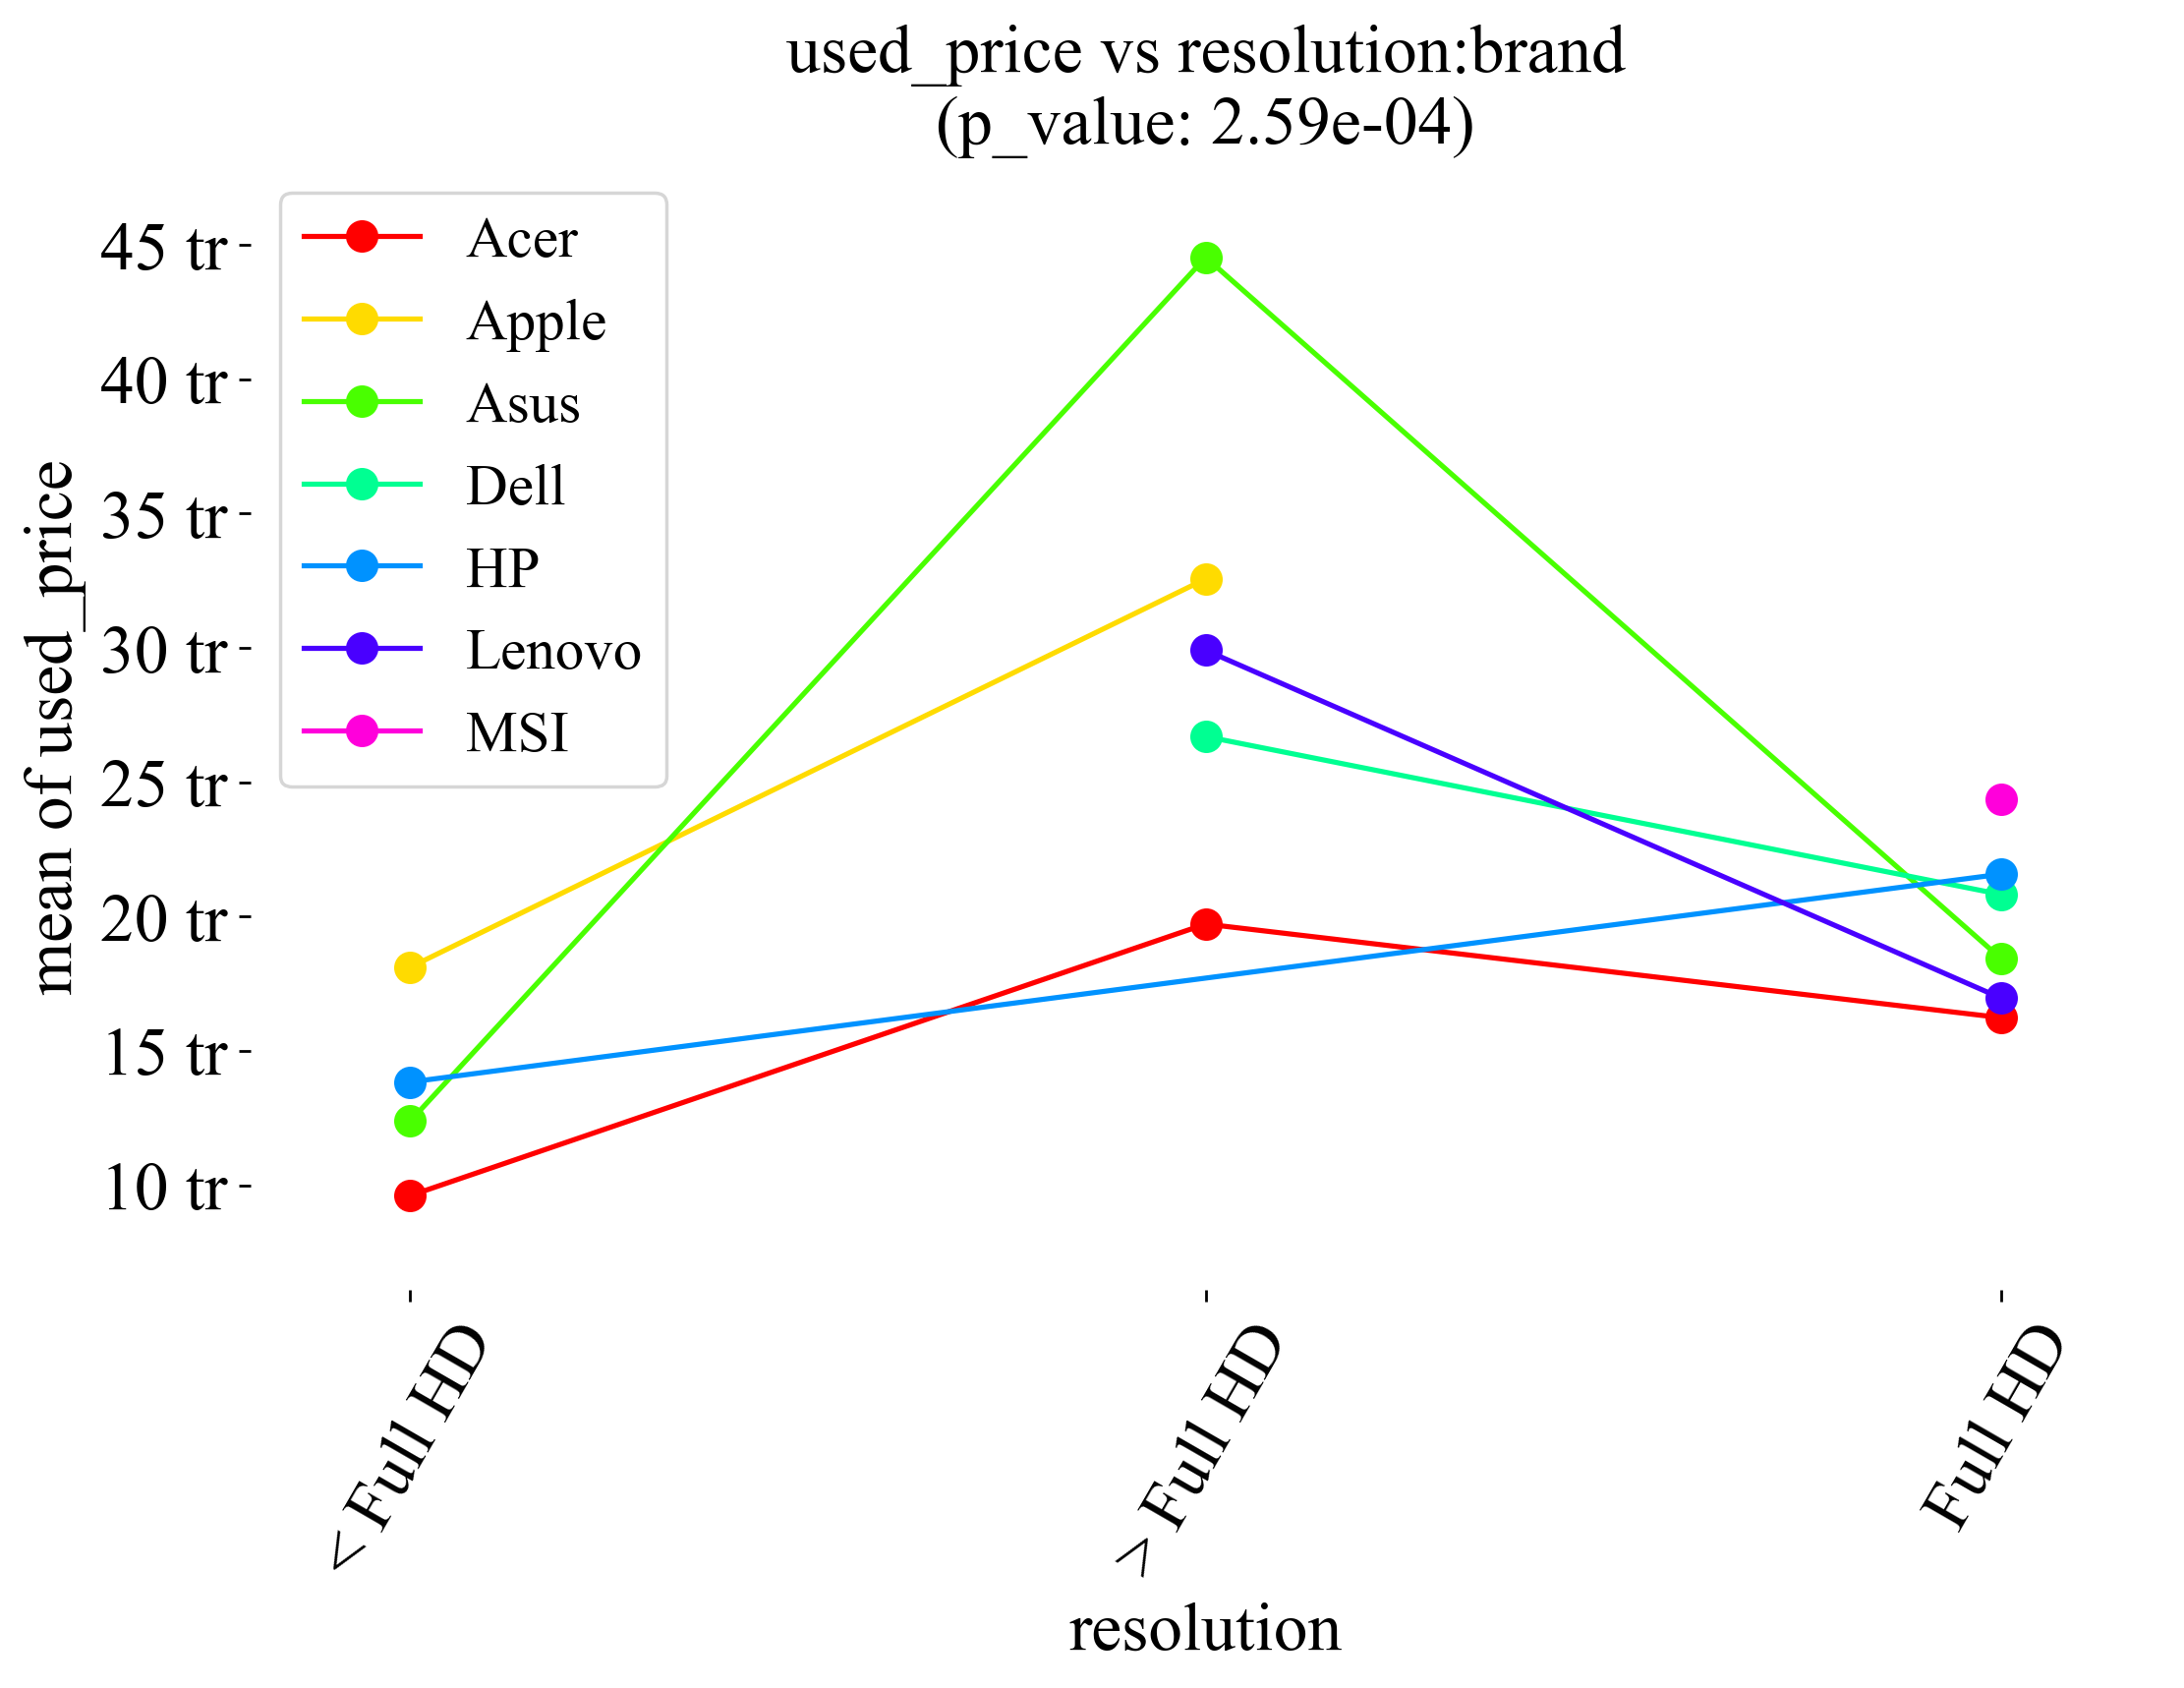 used_price vs resolution:brand
(p_value: 2.59e-04)
Acer
Apple
Asus
Dell
HP
Lenovo
MSI
45 tr
40 tr
35 tr
30 tr
25 tr
20 tr
15 tr
10 tr
mean of used_price
< Full HD
> Full HD
Full HD
resolution